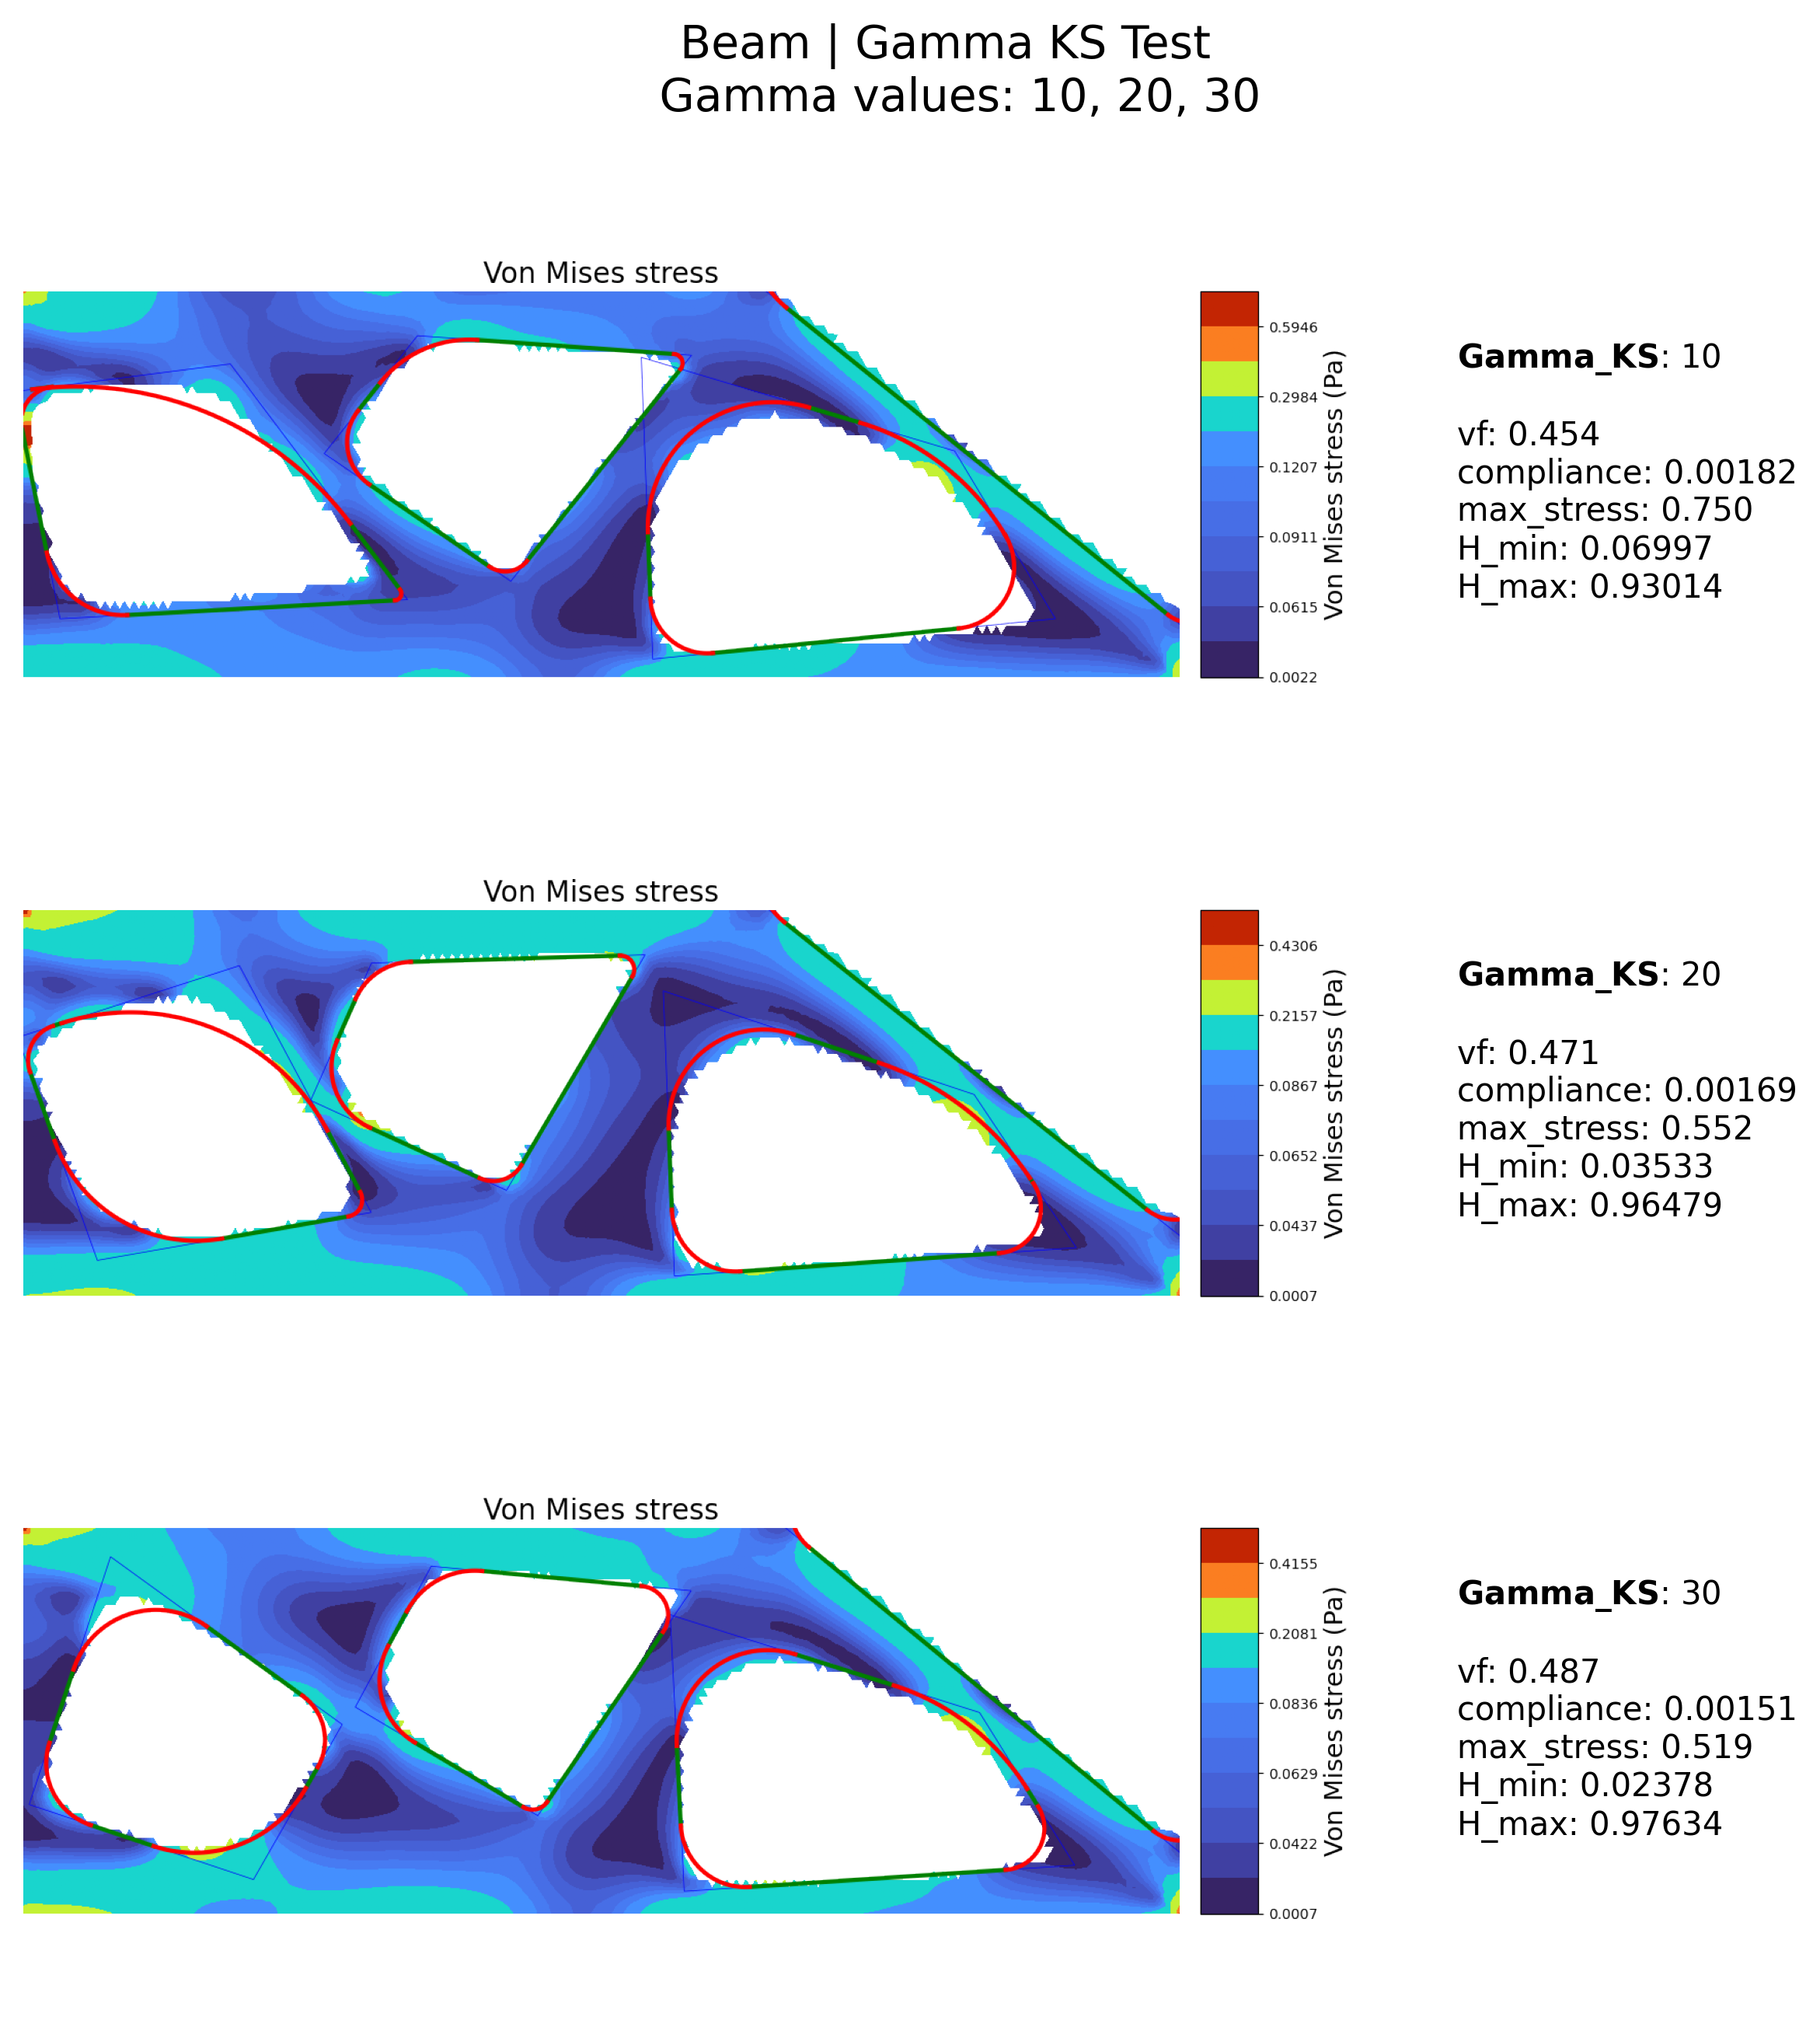 Beam | Gamma KS Test
Gamma values: 10, 20, 30
Von Mises stress
0.5946
0.2984
0.1207
0.0911
0.0615
0.0022
Von Mises stress (Pa)
Gamma_KS: 10
vf: 0.454
compliance: 0.00182
max_stress: 0.750
H_min: 0.06997
H_max: 0.93014
Von Mises stress
0.4306
0.2157
0.0867
0.0652
0.0437
0.0007
Von Mises stress (Pa)
Gamma_KS: 20
vf: 0.471
compliance: 0.00169
max_stress: 0.552
H_min: 0.03533
H_max: 0.96479
Von Mises stress
0.4155
0.2081
0.0836
0.0629
0.0422
0.0007
Von Mises stress (Pa)
Gamma_KS: 30
vf: 0.487
compliance: 0.00151
max_stress: 0.519
H_min: 0.02378
H_max: 0.97634